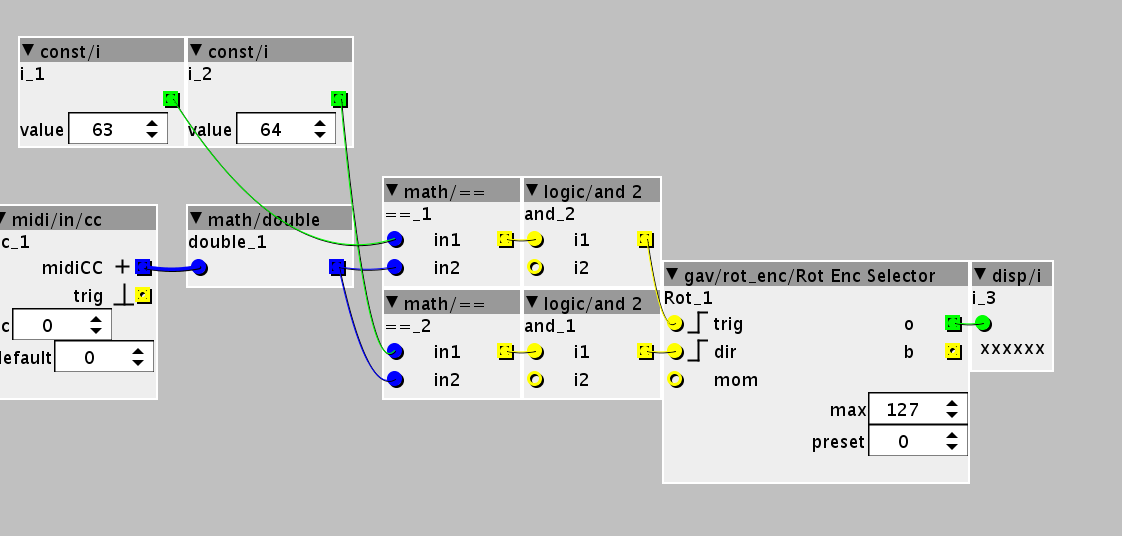 const/i
i_1
value 63
const/i
i_2
value 64
midi/in/cc
c_1
midiCC +
trig
c 0
default 0
math/double
double_1
math/==
==_1
in1
in2
logic/and 2
and_2
i1
i2
math/==
==_2
in1
in2
logic/and 2
and_1
i1
i2
gav/rot_enc/Rot Enc Selector
Rot_1
trig o
dir b
mom
max 127
preset 0
disp/i
i_3
xxxxxx